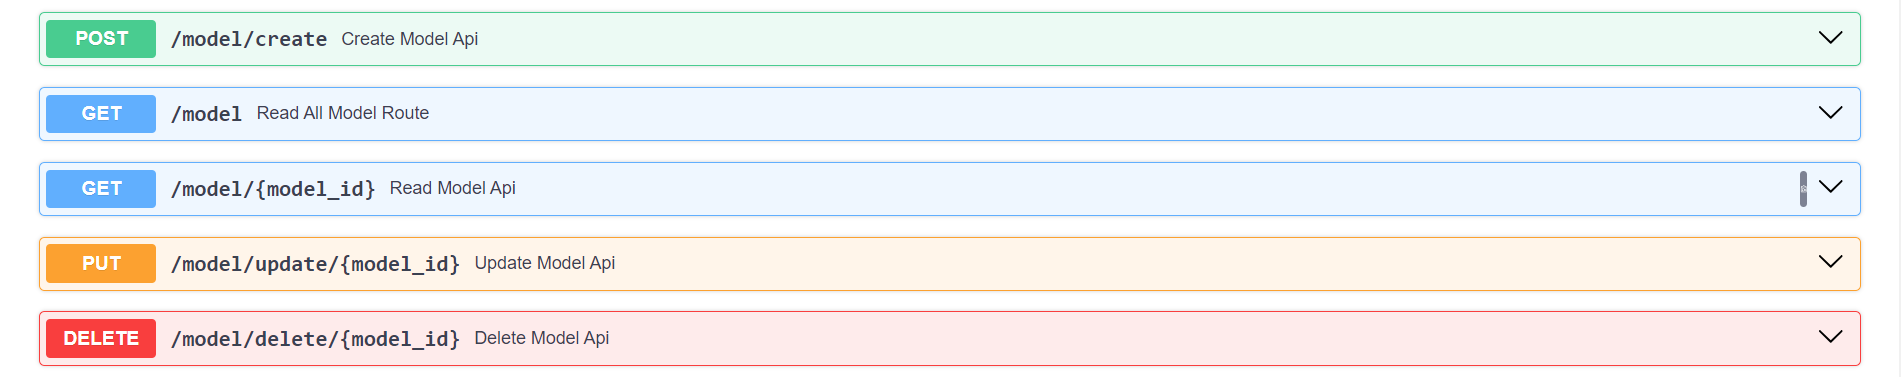 POST /model/create Create Model Api
GET /model Read All Model Route
GET /model/{model_id} Read Model Api
PUT /model/update/{model_id} Update Model Api
DELETE /model/delete/{model_id} Delete Model Api